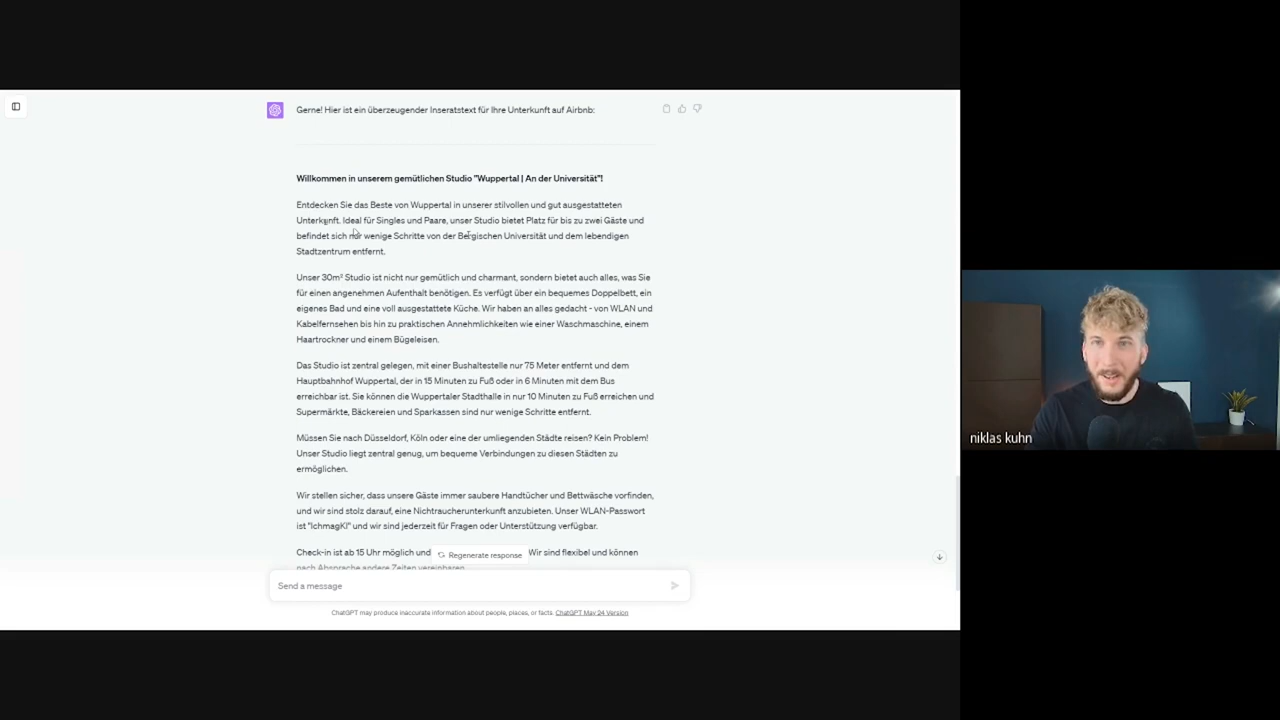 Gerne! Hier ist ein überzeugender Inseratstext für Ihre Unterkunft auf Airbnb:
Willkommen in unserem gemütlichen Studio "Wuppertal | An der Universität"!
Entdecken Sie das Beste von Wuppertal in unserer stilvollen und gut ausgestatteten
Unterkunft. Ideal für Singles und Paare, unser Studio bietet Platz für bis zu zwei Gäste und
befindet sich nur wenige Schritte von der Bergischen Universität und dem lebendigen
Stadtzentrum entfernt.
Unser 30m² Studio ist nicht nur gemütlich und charmant, sondern bietet auch alles, was Sie
für einen angenehmen Aufenthalt benötigen. Es verfügt über ein bequemes Doppelbett, ein
eigenes Bad und eine voll ausgestattete Küche. Wir haben an alles gedacht - von WLAN und
Kabelfernsehen bis hin zu praktischen Annehmlichkeiten wie einer Waschmaschine, einem
Haartrockner und einem Bügeleisen.
Das Studio ist zentral gelegen, mit einer Bushaltestelle nur 75 Meter entfernt und dem
Hauptbahnhof Wuppertal, der in 15 Minuten zu Fuß oder in 6 Minuten mit dem Bus
erreichbar ist. Sie können die Wuppertaler Stadthalle in nur 10 Minuten zu Fuß erreichen und
Supermärkte, Bäckereien und Sparkassen sind nur wenige Schritte entfernt.
Müssen Sie nach Düsseldorf, Köln oder eine der umliegenden Städte reisen? Kein Problem!
Unser Studio liegt zentral genug, um bequeme Verbindungen zu diesen Städten zu
ermöglichen.
Wir stellen sicher, dass unsere Gäste immer saubere Handtücher und Bettwäsche vorfinden,
und wir sind stolz darauf, eine Nichtraucherunterkunft anzubieten. Unser WLAN-Passwort
ist "IchmagKI" und wir sind jederzeit für Fragen oder Unterstützung verfügbar.
Check-in ist ab 15 Uhr möglich und Wir sind flexibel und können
nach Absprache andere Zeiten vereinbaren.
Regenerate response
Send a message
ChatGPT may produce inaccurate information about people, places, or facts. ChatGPT May 24 Version
niklas kuhn